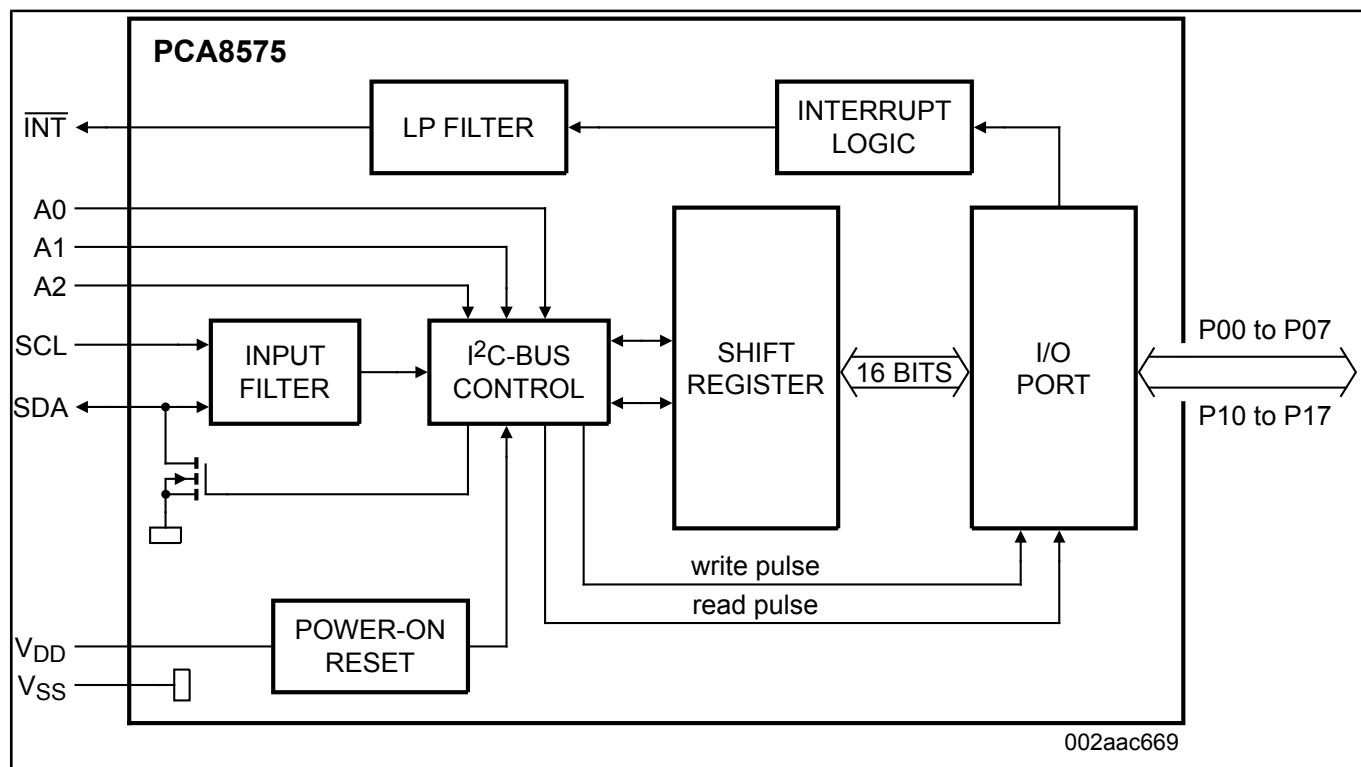 PCA8575
INT
LP FILTER
INTERRUPT
LOGIC
A0
A1
A2
SCL
SDA
INPUT
FILTER
I²C-BUS
CONTROL
SHIFT
REGISTER
16 BITS
I/O
PORT
P00 to P07
P10 to P17
write pulse
read pulse
POWER-ON
RESET
VDD
VSS
002aac669